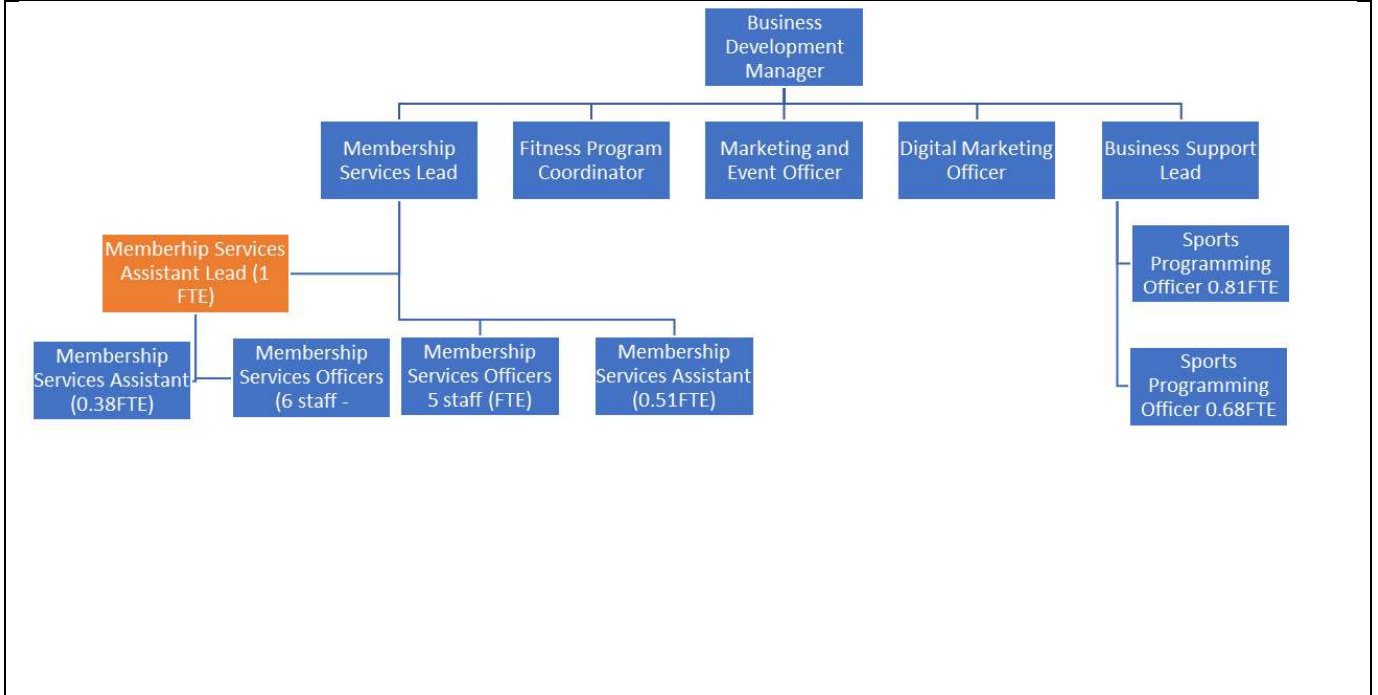 Business
Development
Manager
Membership
Services Lead
Fitness Program
Coordinator
Marketing and
Event Officer
Digital Marketing
Officer
Business Support
Lead
Memberhip Services
Assistant Lead (1
FTE)
Sports
Programming
Officer 0.81FTE
Membership
Services Assistant
(0.38FTE)
Membership
Services Officers
(6 staff -
Membership
Services Officers
5 staff (FTE)
Membership
Services Assistant
(0.51FTE)
Sports
Programming
Officer 0.68FTE